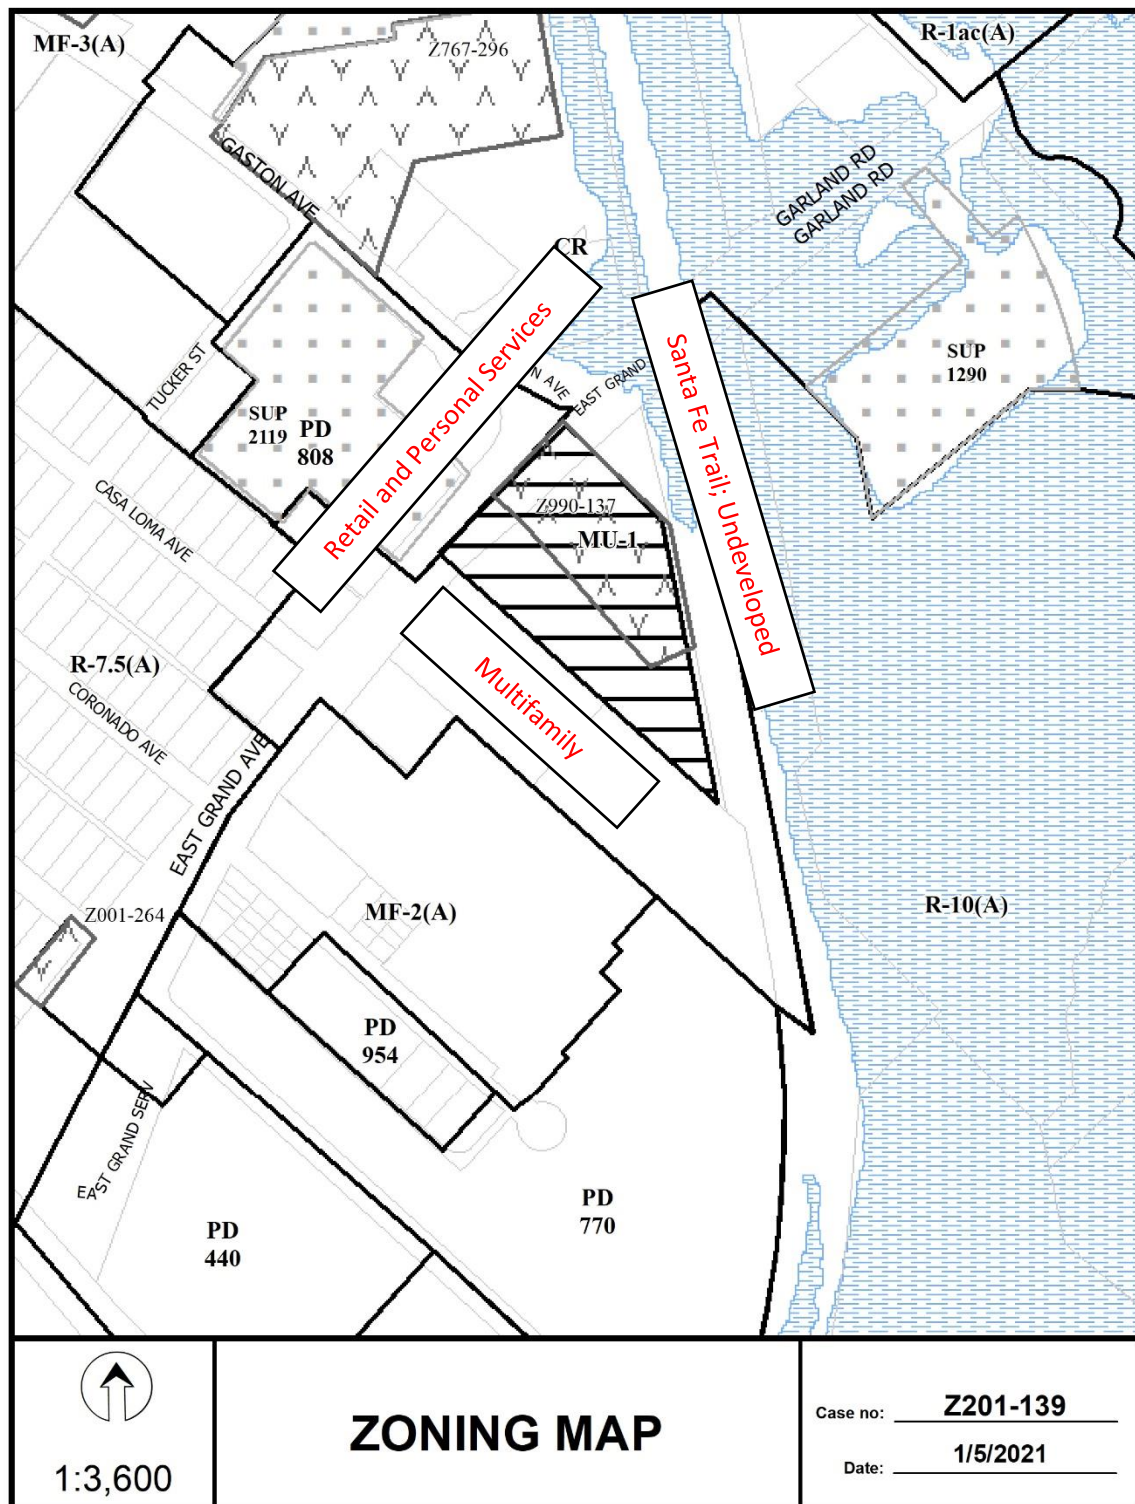 MF-3(A)
Z767-296
R-1ac(A)
GASTON AVE
GARLAND RD
GARLAND RD
CR
Retail and Personal Services
N AVE
EAST GRAND
Santa Fe Trail; Undeveloped
SUP
1290
TUCKER ST
SUP
2119
PD
808
Z990-137
MU-1
CASA LOMA AVE
R-7.5(A)
CORONADO AVE
Multifamily
EAST GRAND AVE
Z001-264
MF-2(A)
R-10(A)
PD
954
EAST GRAND SERV
PD
770
PD
440
1:3,600
ZONING MAP
Case no: Z201-139
Date: 1/5/2021